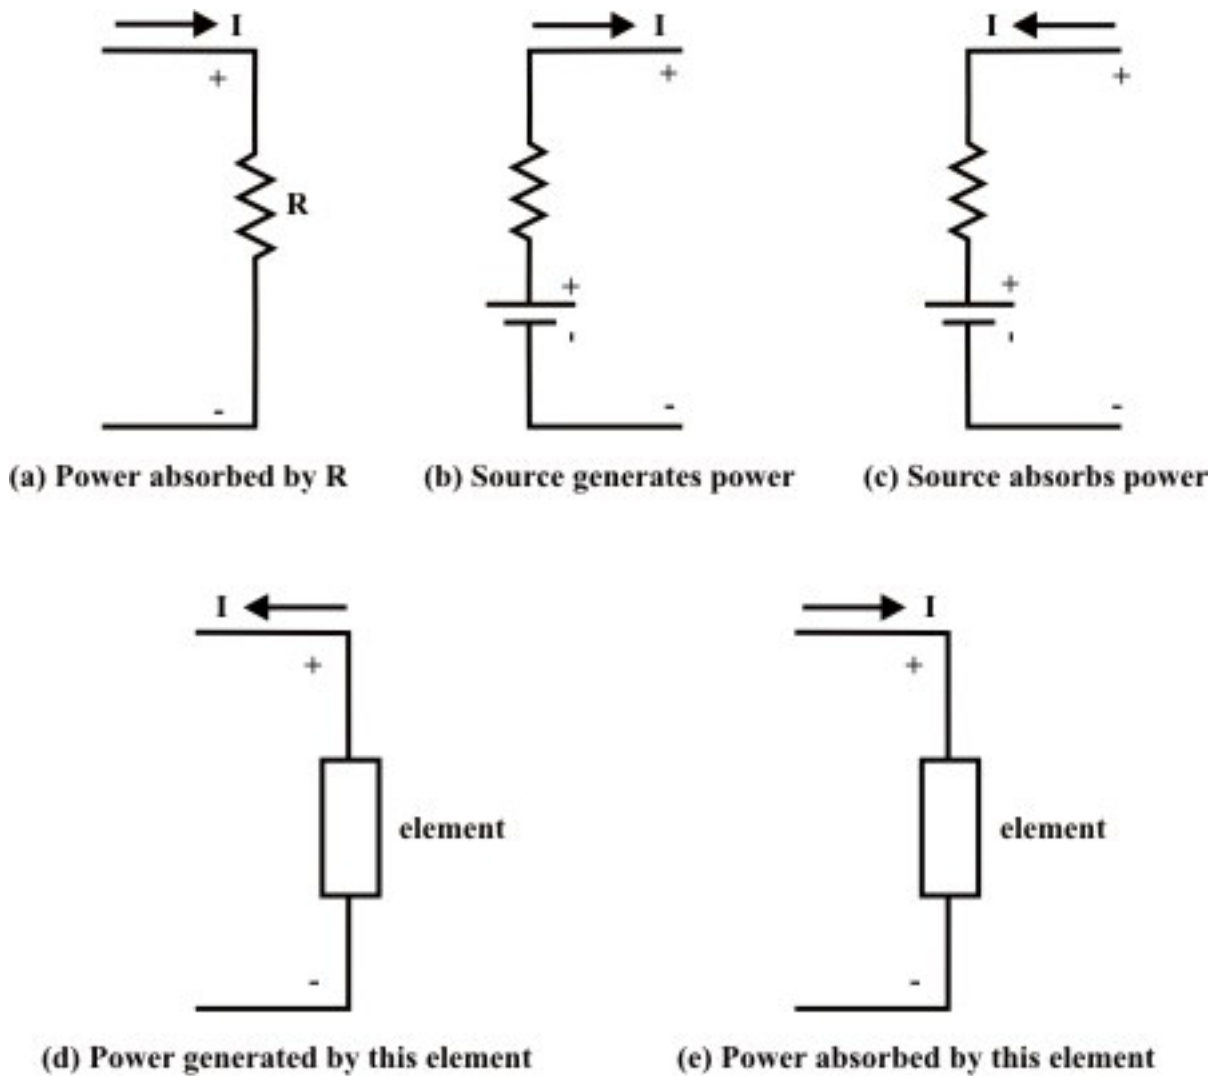 I I I
+ + +
R
+ +
- -
- - -
(a) Power absorbed by R (b) Source generates power (c) Source absorbs power
I I
+ +
element element
- -
(d) Power generated by this element (e) Power absorbed by this element